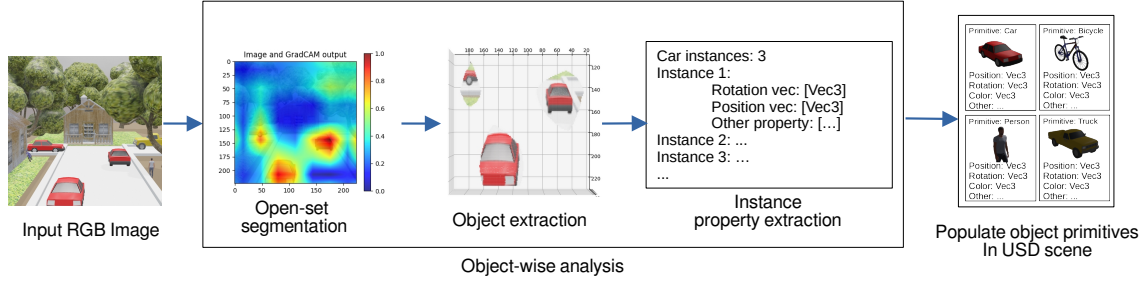 Input RGB Image
Image and GradCAM output
0
25
50
75
100
125
150
175
200
0 50 100 150 200
1.0
0.8
0.6
0.4
0.2
0.0
Open-set
segmentation
180 160 140 120 100 80 60 40 20
120
140
160
180
200
220
Object extraction
Car instances: 3
Instance 1:
Rotation vec: [Vec3]
Position vec: [Vec3]
Other property: […]
Instance 2: ...
Instance 3: …
...
Instance
property extraction
Object-wise analysis
Primitive: Car
Position: Vec3
Rotation: Vec3
Color: Vec3
Other: ...
Primitive: Bicycle
Position: Vec3
Rotation: Vec3
Color: Vec3
Other: ...
Primitive: Person
Position: Vec3
Rotation: Vec3
Color: Vec3
Other: ...
Primitive: Truck
Position: Vec3
Rotation: Vec3
Color: Vec3
Other: ...
Populate object primitives
In USD scene